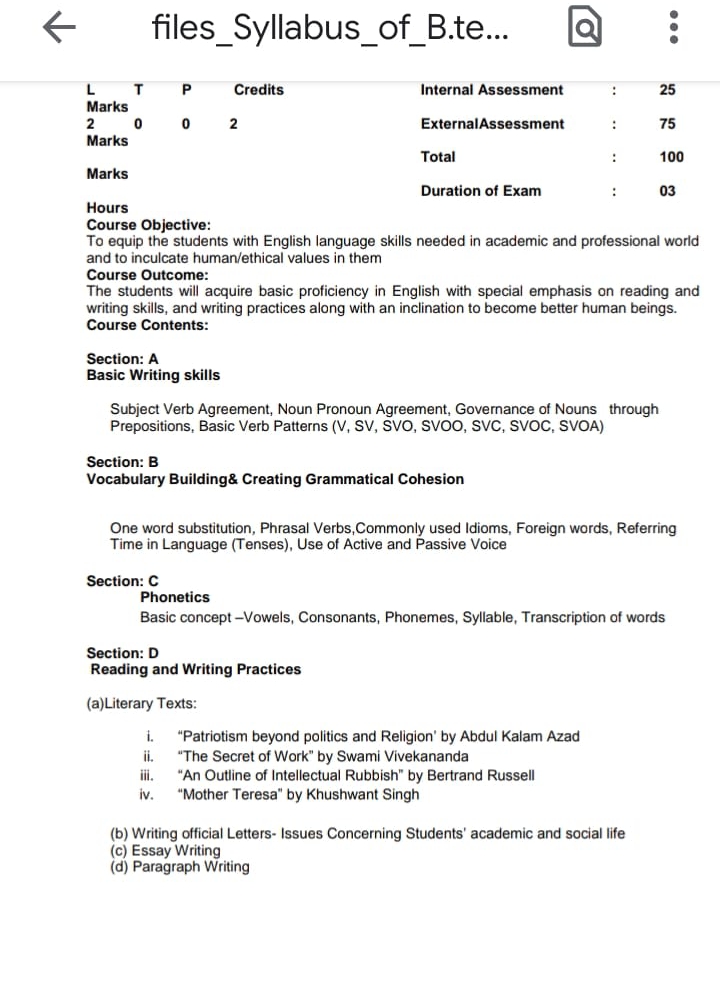 files_Syllabus_of_B.te...
L T P Credits Internal Assessment : 25
Marks
2 0 0 2 ExternalAssessment : 75
Marks
Total : 100
Marks
Duration of Exam : 03
Hours
Course Objective:
To equip the students with English language skills needed in academic and professional world
and to inculcate human/ethical values in them
Course Outcome:
The students will acquire basic proficiency in English with special emphasis on reading and
writing skills, and writing practices along with an inclination to become better human beings.
Course Contents:
Section: A
Basic Writing skills
Subject Verb Agreement, Noun Pronoun Agreement, Governance of Nouns through
Prepositions, Basic Verb Patterns (V, SV, SVO, SVOO, SVC, SVOC, SVOA)
Section: B
Vocabulary Building& Creating Grammatical Cohesion
One word substitution, Phrasal Verbs,Commonly used Idioms, Foreign words, Referring
Time in Language (Tenses), Use of Active and Passive Voice
Section: C
Phonetics
Basic concept –Vowels, Consonants, Phonemes, Syllable, Transcription of words
Section: D
Reading and Writing Practices
(a)Literary Texts:
i. “Patriotism beyond politics and Religion’ by Abdul Kalam Azad
ii. “The Secret of Work” by Swami Vivekananda
iii. “An Outline of Intellectual Rubbish” by Bertrand Russell
iv. “Mother Teresa” by Khushwant Singh
(b) Writing official Letters- Issues Concerning Students’ academic and social life
(c) Essay Writing
(d) Paragraph Writing